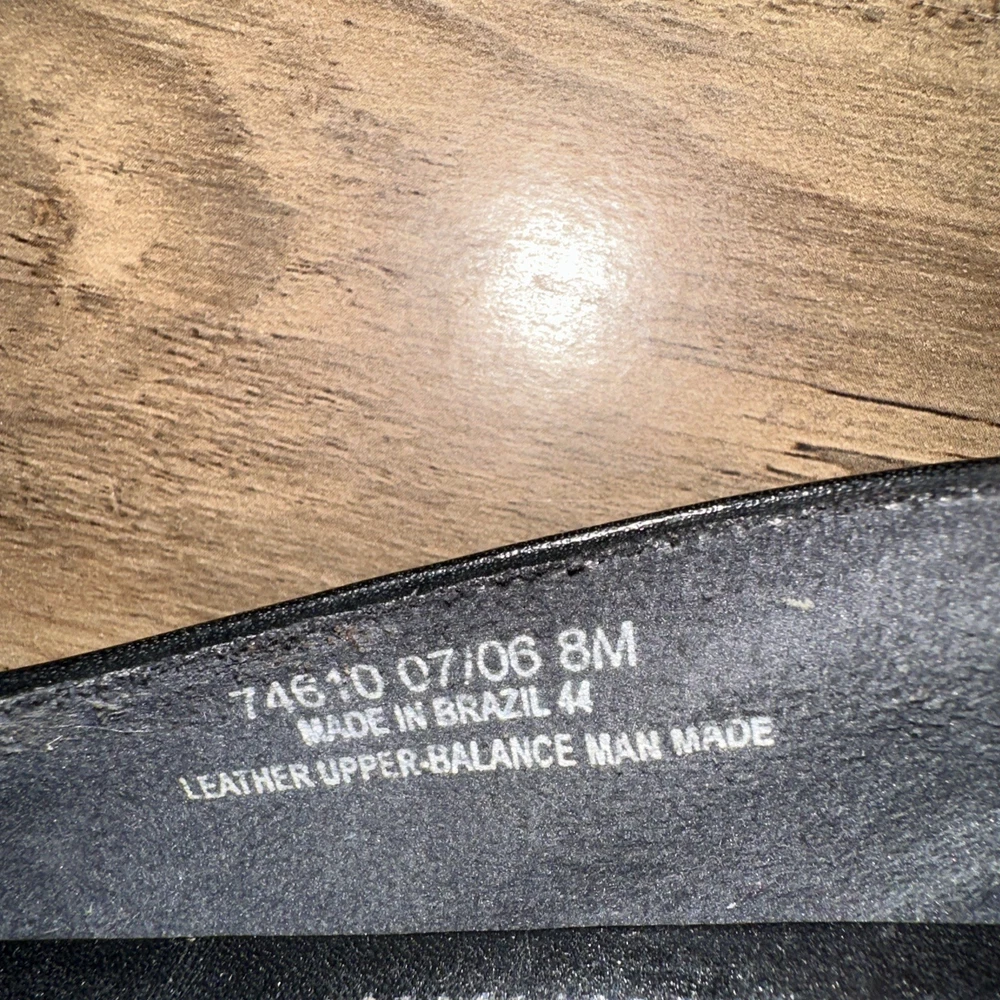 74610 07/06 8M
MADE IN BRAZIL 44
LEATHER UPPER-BALANCE MAN MADE